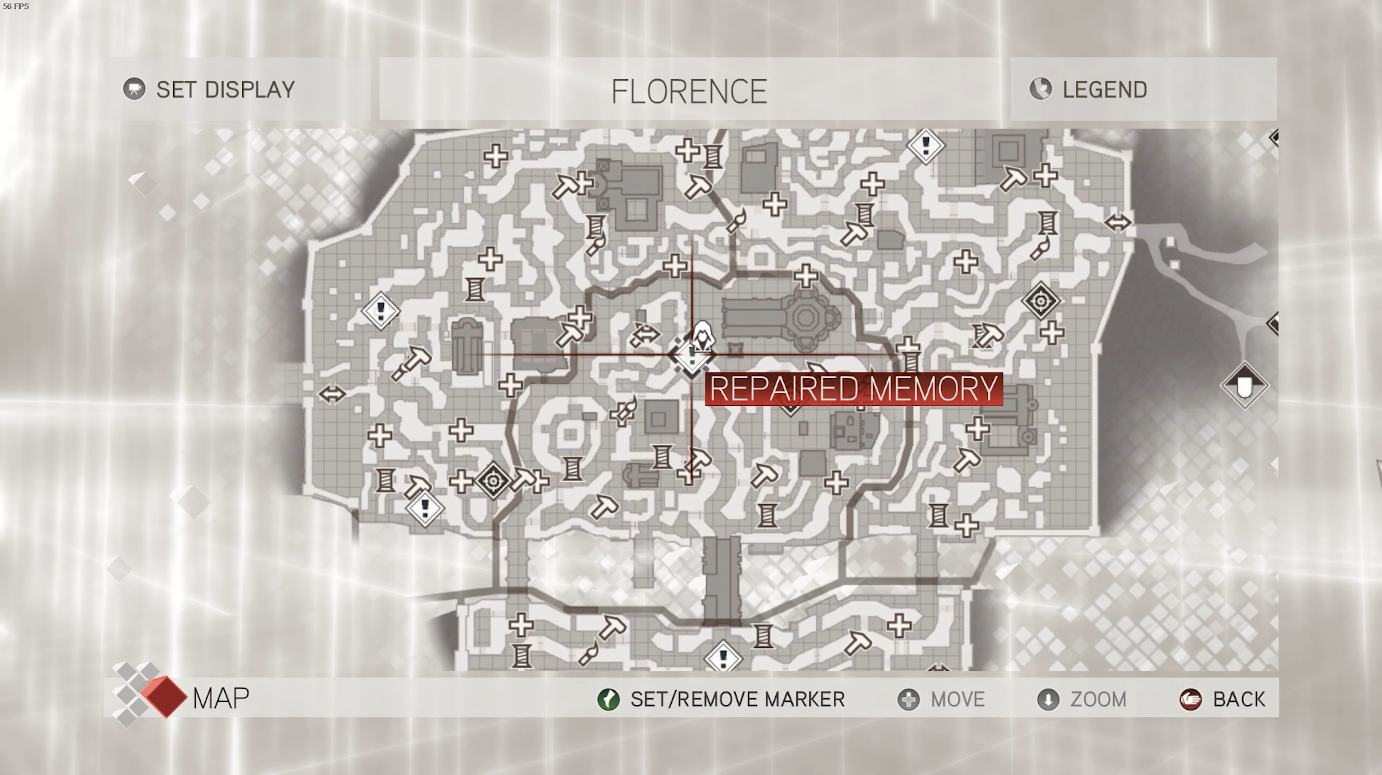 56 FPS
SET DISPLAY
FLORENCE
LEGEND
REPAIRED MEMORY
MAP
SET/REMOVE MARKER
MOVE
ZOOM
BACK